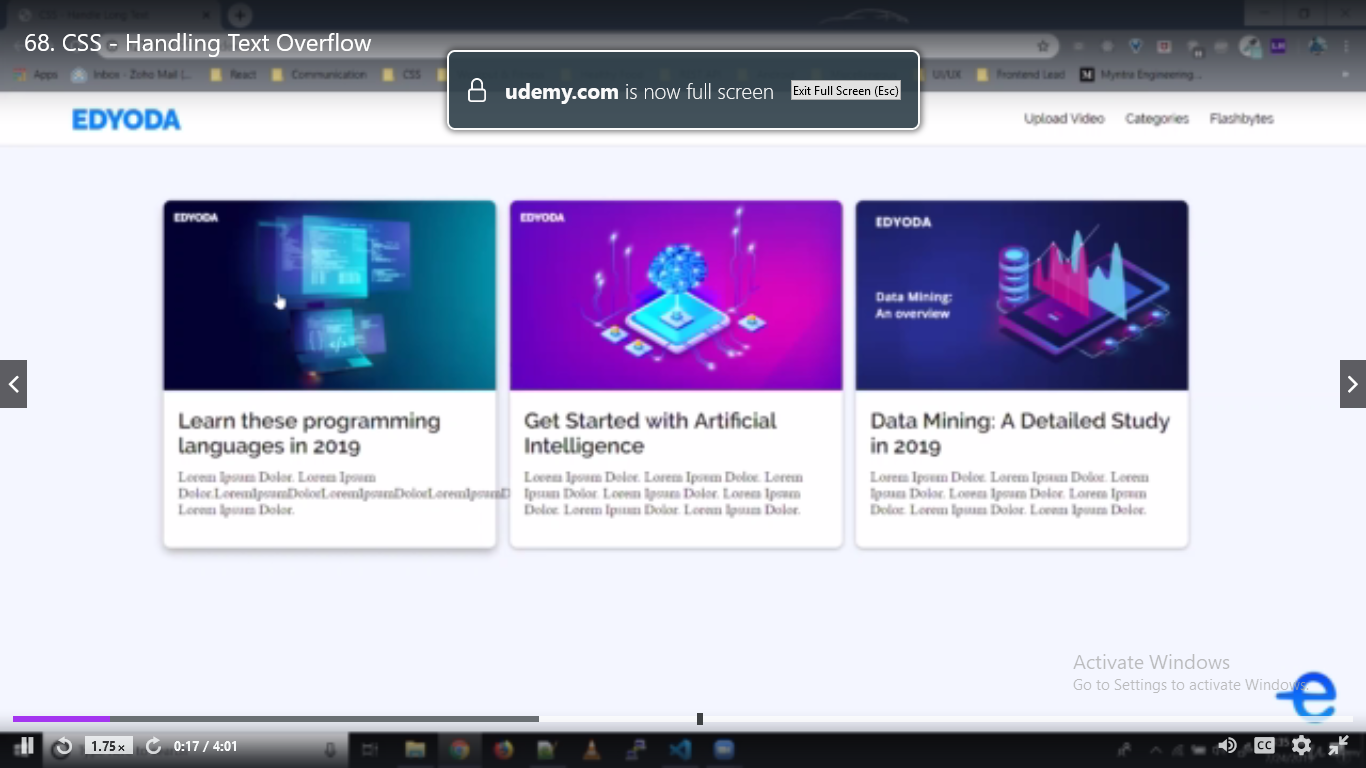 68. CSS - Handling Text Overflow
Apps
Inbox - Zoho Mail (...
React
Communication
CSS
UI/UX
Frontend Lead
M
Myntra Engineering...
udemy.com is now full screen
Exit Full Screen (Esc)
EDYODA
Upload Video
Categories
Flashbytes
EDYODA
EDYODA
EDYODA
Data Mining:
An overview
Learn these programming
languages in 2019
Lorem Ipsum Dolor. Lorem Ipsum
Dolor.LoremIpsumDolorLoremIpsumDolorLoremIpsumD
Lorem Ipsum Dolor.
Get Started with Artificial
Intelligence
Lorem Ipsum Dolor. Lorem Ipsum Dolor. Lorem
Ipsum Dolor. Lorem Ipsum Dolor. Lorem Ipsum
Dolor. Lorem Ipsum Dolor. Lorem Ipsum Dolor.
Data Mining: A Detailed Study
in 2019
Lorem Ipsum Dolor. Lorem Ipsum Dolor. Lorem
Ipsum Dolor. Lorem Ipsum Dolor. Lorem Ipsum
Dolor. Lorem Ipsum Dolor. Lorem Ipsum Dolor.
Activate Windows
Go to Settings to activate Windows.
1.75×
0:17 / 4:01
CC